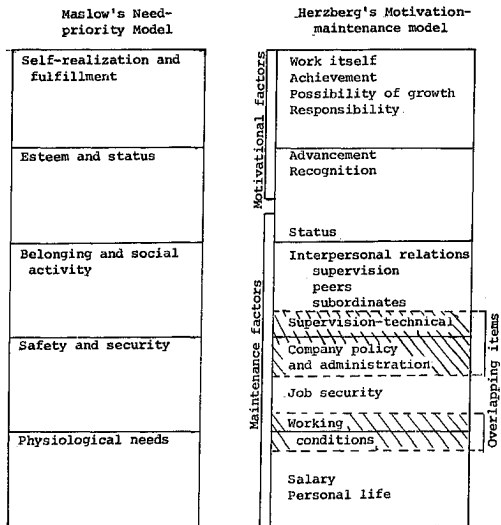 Maslow's Need-
priority Model
Self-realization and
fulfillment
Esteem and status
Belonging and social
activity
Safety and security
Physiological needs
Herzberg's Motivation-
maintenance model
Motivational factors
Work itself
Achievement
Possibility of growth
Responsibility
Advancement
Recognition
Maintenance factors
Status
Interpersonal relations
supervision
peers
subordinates
Supervision-technical
Company policy
and administration
Job security
Working
conditions
Salary
Personal life
Overlapping items